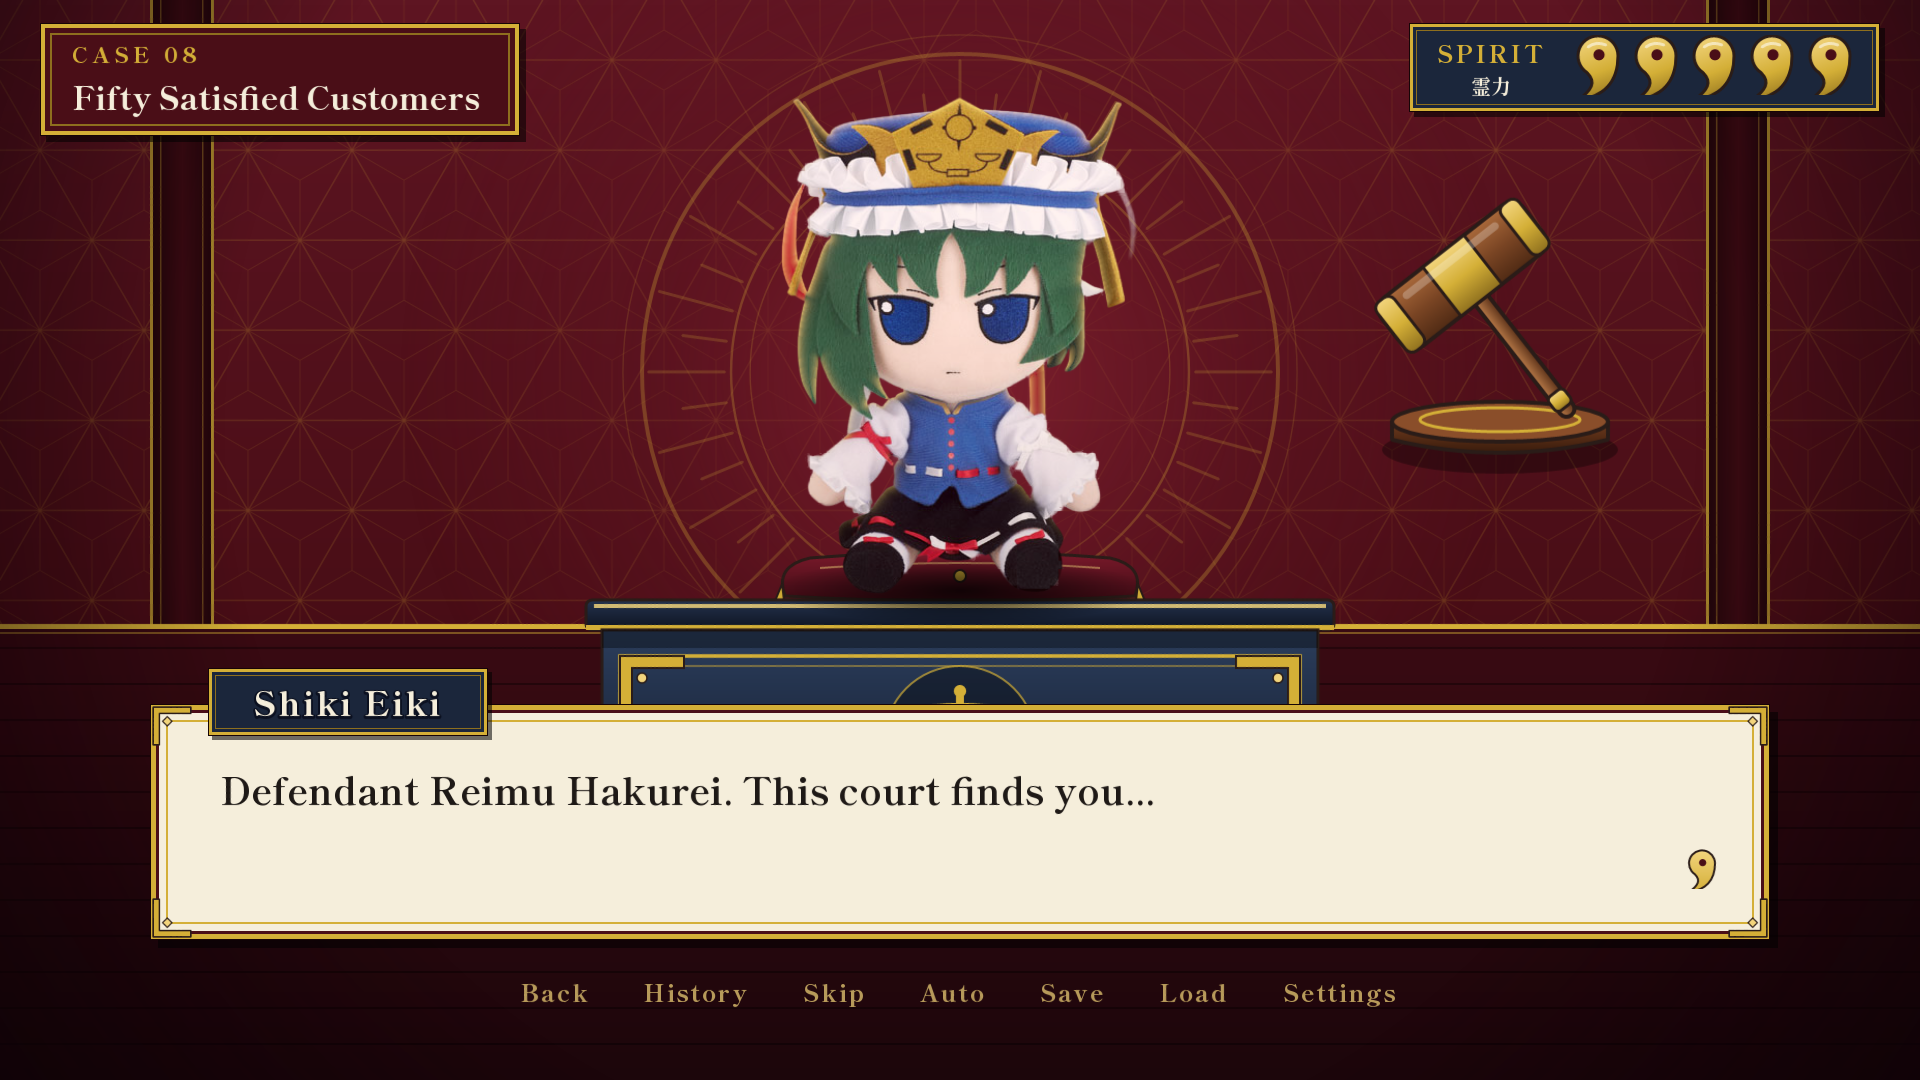 CASE 08
Fifty Satisfied Customers
SPIRIT
霊力
Shiki Eiki
Defendant Reimu Hakurei. This court finds you...
Back History Skip Auto Save Load Settings